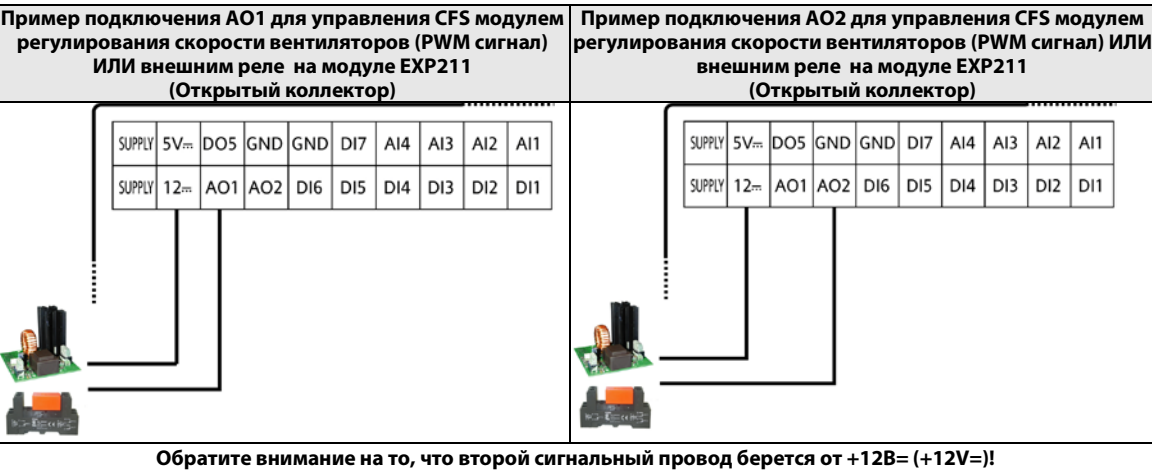 Пример подключения AO1 для управления CFS модулем
регулирования скорости вентиляторов (PWM сигнал)
ИЛИ внешним реле на модуле EXP211
(Открытый коллектор)
Пример подключения AO2 для управления CFS модулем
регулирования скорости вентиляторов (PWM сигнал) ИЛИ
внешним реле на модуле EXP211
(Открытый коллектор)
SUPPLY 5V⎓ DO5 GND GND DI7 AI4 AI3 AI2 AI1
SUPPLY 12⎓ AO1 AO2 DI6 DI5 DI4 DI3 DI2 DI1
SUPPLY 5V⎓ DO5 GND GND DI7 AI4 AI3 AI2 AI1
SUPPLY 12⎓ AO1 AO2 DI6 DI5 DI4 DI3 DI2 DI1
Обратите внимание на то, что второй сигнальный провод берется от +12В= (+12V=)!